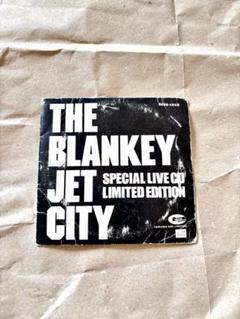 THE
BLANKEY
JET
CITY
SPECIAL LIVE CD
LIMITED EDITION